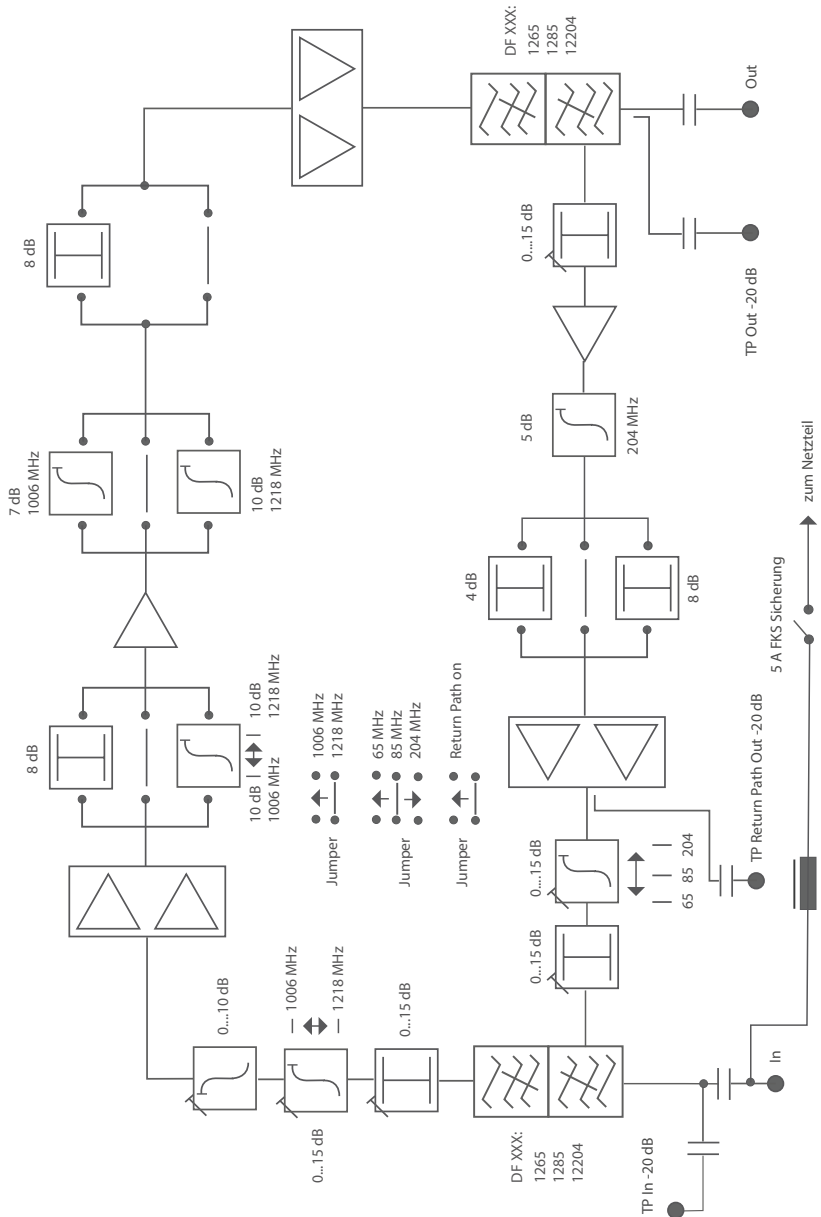 TP In -20 dB
In
DF XXX:
1265
1285
12204
0...15 dB
0...15 dB
1006 MHz
1218 MHz
0...10 dB
8 dB
10 dB
1006 MHz
10 dB
1218 MHz
7 dB
1006 MHz
10 dB
1218 MHz
8 dB
Jumper
1006 MHz
1218 MHz
Jumper
65 MHz
85 MHz
204 MHz
Jumper
Return Path on
DF XXX:
1265
1285
12204
0...15 dB
5 dB
204 MHz
4 dB
8 dB
0...15 dB
65
85
204
0...15 dB
TP Return Path Out -20 dB
5 A FKS Sicherung
zum Netzteil
TP Out -20 dB
Out